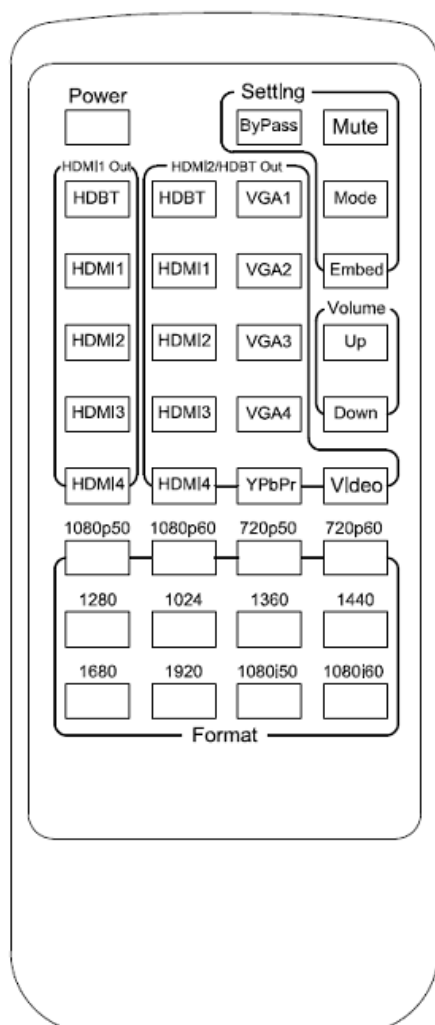 Power
Setting
ByPass Mute
HDMI1 Out HDMI2/HDBT Out
HDBT HDBT VGA1 Mode
HDMI1 HDMI1 VGA2 Embed
Volume
HDMI2 HDMI2 VGA3 Up
HDMI3 HDMI3 VGA4 Down
HDMI4 HDMI4 YPbPr Video
1080p50 1080p60 720p50 720p60
1280 1024 1360 1440
1680 1920 1080i50 1080i60
Format